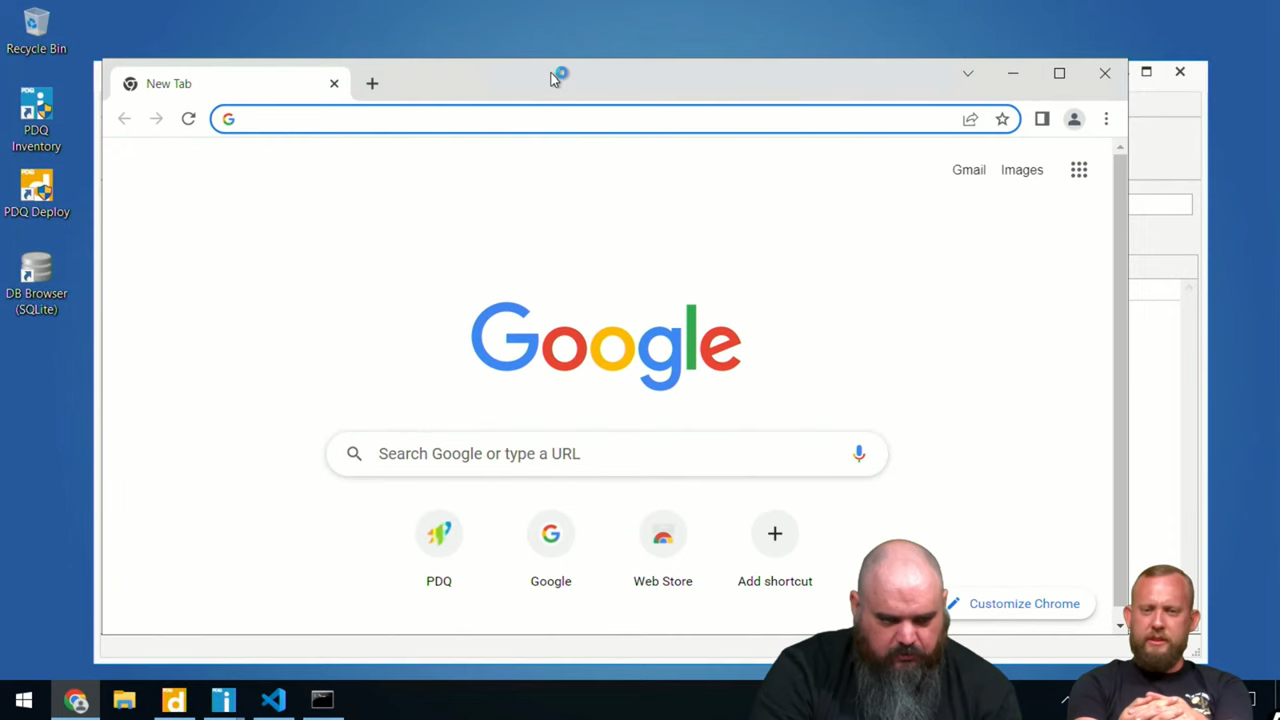 Recycle Bin
PDQ
Inventory
PDQ Deploy
DB Browser
(SQLite)
New Tab
Gmail Images
Google
Search Google or type a URL
PDQ
Google
Web Store
Add shortcut
Customize Chrome